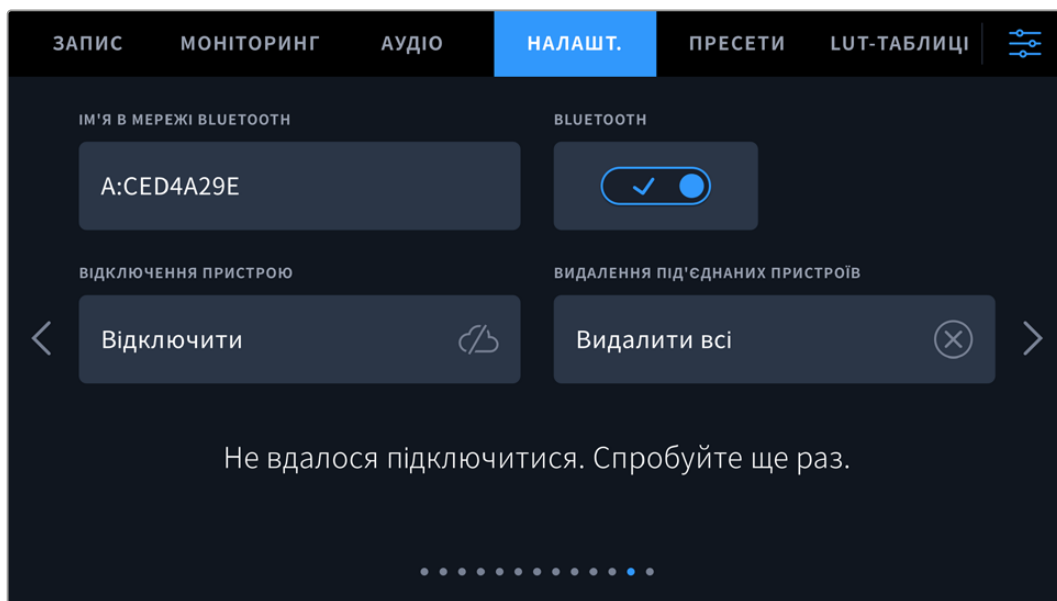 ЗАПИС МОНІТОРИНГ АУДІО НАЛАШТ. ПРЕСЕТИ LUT-ТАБЛИЦІ
ІМ'Я В МЕРЕЖІ BLUETOOTH BLUETOOTH
A:CED4A29E
ВІДКЛЮЧЕННЯ ПРИСТРОЮ ВИДАЛЕННЯ ПІД'ЄДНАНИХ ПРИСТРОЇВ
Відключити Видалити всі
Не вдалося підключитися. Спробуйте ще раз.